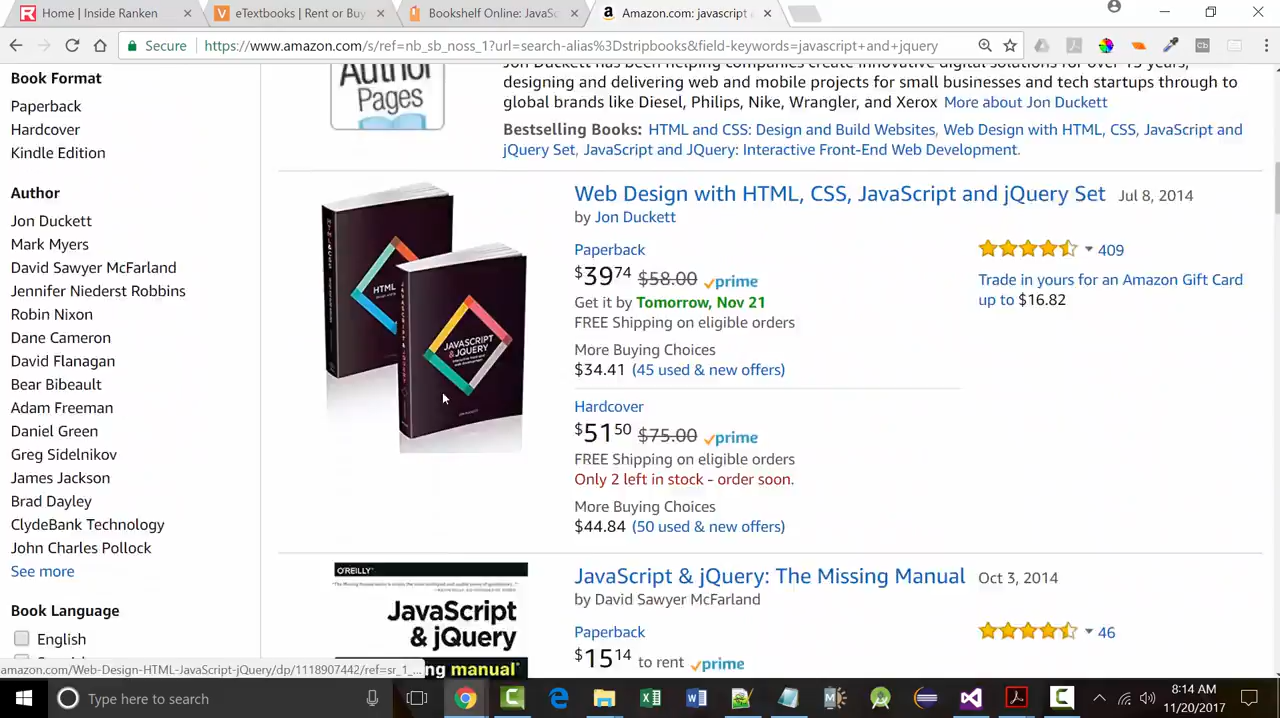 Home | Inside Ranken
eTextbooks | Rent or Buy
Bookshelf Online: JavaSc
Amazon.com: javascript
Secure
https://www.amazon.com/s/ref=nb_sb_noss_1?url=search-alias%3Dstripbooks&field-keywords=javascript+and+jquery
Book Format
Paperback
Hardcover
Kindle Edition
Author
Jon Duckett
Mark Myers
David Sawyer McFarland
Jennifer Niederst Robbins
Robin Nixon
Dane Cameron
David Flanagan
Bear Bibeault
Adam Freeman
Daniel Green
Greg Sidelnikov
James Jackson
Brad Dayley
ClydeBank Technology
John Charles Pollock
See more
Book Language
English
Author
Pages
Jon Duckett has been helping companies create innovative digital solutions for over 15 years,
designing and delivering web and mobile projects for small businesses and tech startups through to
global brands like Diesel, Philips, Nike, Wrangler, and Xerox More about Jon Duckett
Bestselling Books: HTML and CSS: Design and Build Websites, Web Design with HTML, CSS, JavaScript and
jQuery Set, JavaScript and JQuery: Interactive Front-End Web Development.
HTML
JAVASCRIPT
& JQUERY
Web Design with HTML, CSS, JavaScript and jQuery Set Jul 8, 2014
by Jon Duckett
Paperback
$39 74 $58.00 prime
Get it by Tomorrow, Nov 21
FREE Shipping on eligible orders
More Buying Choices
$34.41 (45 used & new offers)
Hardcover
$51 50 $75.00 prime
FREE Shipping on eligible orders
Only 2 left in stock - order soon.
More Buying Choices
$44.84 (50 used & new offers)
409
Trade in yours for an Amazon Gift Card
up to $16.82
O'REILLY
JavaScript
& jQuery
ng manual
JavaScript & jQuery: The Missing Manual Oct 3, 2014
by David Sawyer McFarland
Paperback
$15 14 to rent prime
46
amazon.com/Web-Design-HTML-JavaScript-jQuery/dp/1118907442/ref=sr_1_...
Type here to search
8:14 AM
11/20/2017